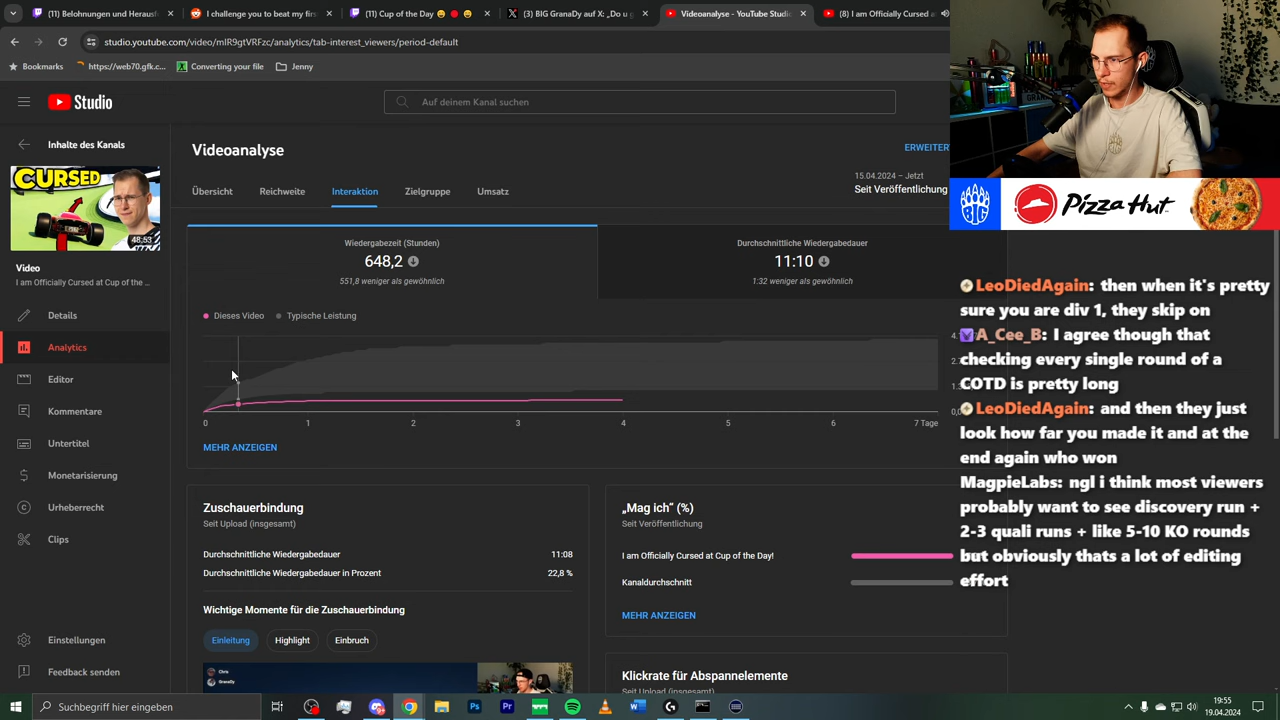 (11) Belohnungen und Herausf
I challenge you to beat my firs
(11) Cup of the Day
(3) BIG GranaDy auf X: „Do u g
Videoanalyse - YouTube Studio
(8) I am Officially Cursed at
studio.youtube.com/video/mIR9gtVRFzc/analytics/tab-interest_viewers/period-default
Bookmarks
https://web70.gfk.c...
Converting your file
Jenny
Studio
Auf deinem Kanal suchen
Inhalte des Kanals
CURSED
48:53
Video
I am Officially Cursed at Cup of the ...
Details
Analytics
Editor
Kommentare
Untertitel
Monetarisierung
Urheberrecht
Clips
Einstellungen
Feedback senden
Videoanalyse
ERWEITER
Übersicht
Reichweite
Interaktion
Zielgruppe
Umsatz
15.04.2024 – Jetzt
Seit Veröffentlichung
Wiedergabezeit (Stunden)
648,2
551,8 weniger als gewöhnlich
Durchschnittliche Wiedergabedauer
11:10
1:32 weniger als gewöhnlich
Dieses Video
Typische Leistung
0
1
2
3
4
5
6
7 Tage
MEHR ANZEIGEN
Zuschauerbindung
Seit Upload (insgesamt)
Durchschnittliche Wiedergabedauer
11:08
Durchschnittliche Wiedergabedauer in Prozent
22,8 %
Wichtige Momente für die Zuschauerbindung
Einleitung
Highlight
Einbruch
Chris
GranaDy
„Mag ich“ (%)
Seit Veröffentlichung
I am Officially Cursed at Cup of the Day!
Kanaldurchschnitt
MEHR ANZEIGEN
Klickrate für Abspannelemente
Seit Upload (insgesamt)
BIG
Pizza Hut
LeoDiedAgain: then when it's pretty
sure you are div 1, they skip on
A_Cee_B: I agree though that
checking every single round of a
COTD is pretty long
LeoDiedAgain: and then they just
look how far you made it and at the
end again who won
MagpieLabs: ngl i think most viewers
probably want to see discovery run +
2-3 quali runs + like 5-10 KO rounds
but obviously thats a lot of editing
effort
Suchbegriff hier eingeben
19:55
19.04.2024